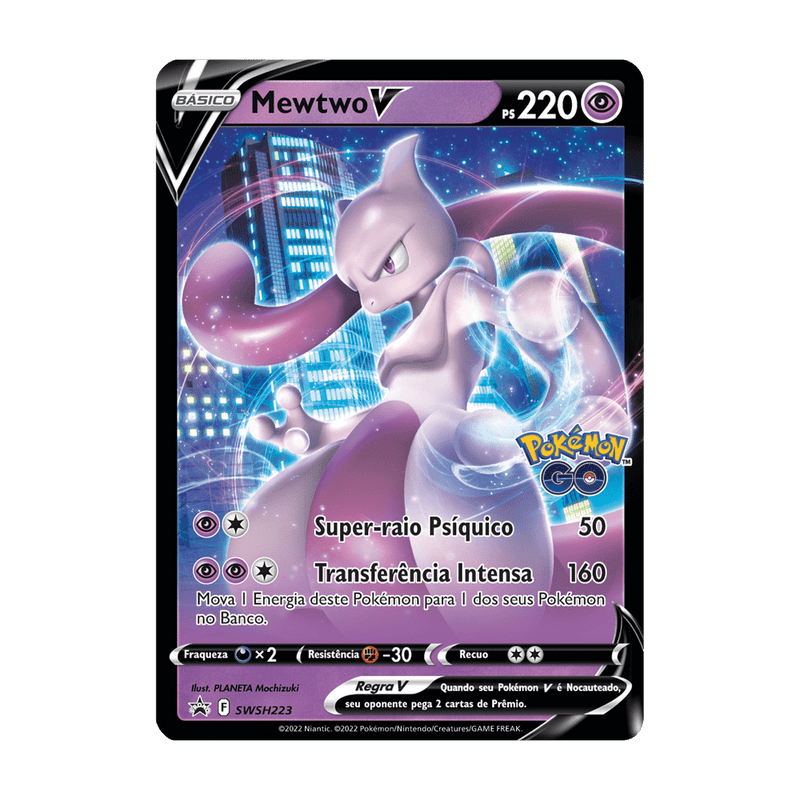 BÁSICO Mewtwo V PS 220
POKÉMON
GO™
Super-raio Psíquico 50
Transferência Intensa 160
Mova 1 Energia deste Pokémon para 1 dos seus Pokémon
no Banco.
Fraqueza ×2 Resistência -30 Recuo
Ilust. PLANETA Mochizuki
Regra V Quando seu Pokémon V é Nocauteado,
seu oponente pega 2 cartas de Prêmio.
F SWSH223
©2022 Niantic. ©2022 Pokémon/Nintendo/Creatures/GAME FREAK.